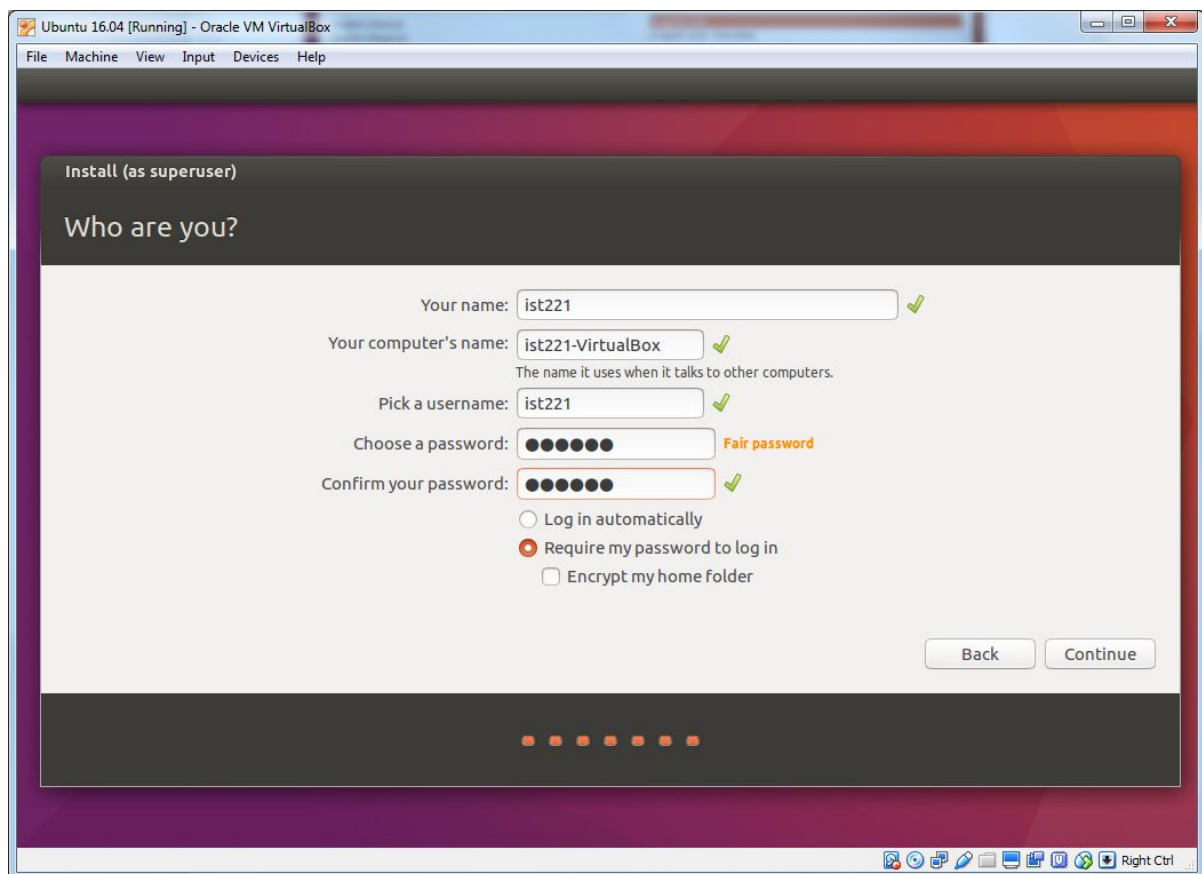 Ubuntu 16.04 [Running] - Oracle VM VirtualBox
File Machine View Input Devices Help
Install (as superuser)
Who are you?
Your name: ist221
Your computer's name: ist221-VirtualBox
The name it uses when it talks to other computers.
Pick a username: ist221
Choose a password: ●●●●●● Fair password
Confirm your password: ●●●●●●
Log in automatically
Require my password to log in
Encrypt my home folder
Back Continue
Right Ctrl